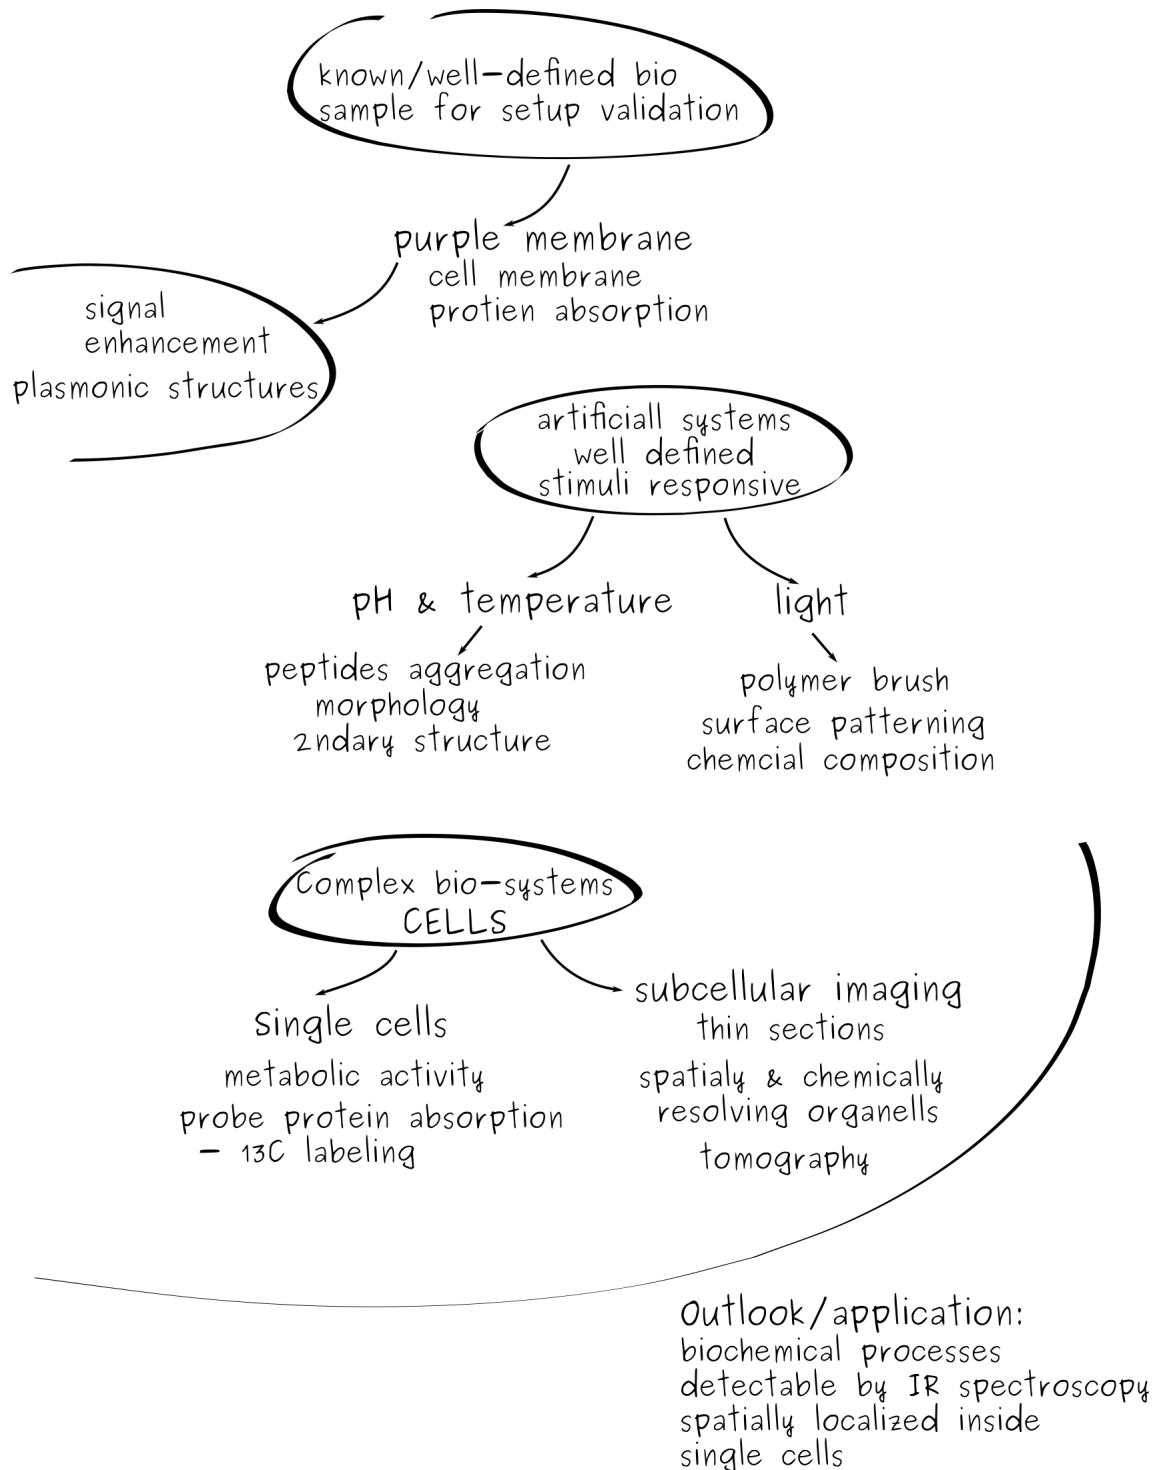 known/well-defined bio
sample for setup validation
purple membrane
cell membrane
protien absorption
signal
enhancement
plasmonic structures
artificiall systems
well defined
stimuli responsive
pH & temperature
peptides aggregation
morphology
2ndary structure
light
polymer brush
surface patterning
chemcial composition
Complex bio-systems
CELLS
Single cells
metabolic activity
probe protein absorption
- 13C labeling
subcellular imaging
thin sections
spatialy & chemically
resolving organells
tomography
Outlook/application:
biochemical processes
detectable by IR spectroscopy
spatially localized inside
single cells